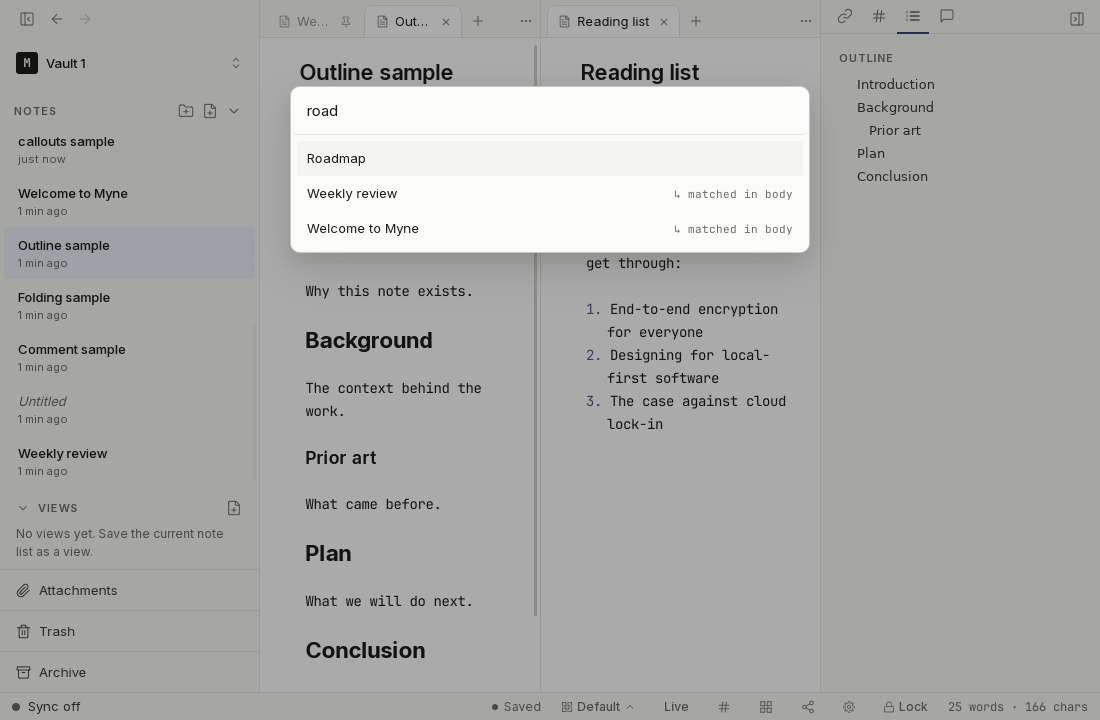 We...
Out...
Reading list
M
Vault 1
NOTES
callouts sample
just now
Welcome to Myne
1 min ago
Outline sample
1 min ago
Folding sample
1 min ago
Comment sample
1 min ago
Untitled
1 min ago
Weekly review
1 min ago
VIEWS
No views yet. Save the current note
list as a view.
Attachments
Trash
Archive
Outline sample
road
Roadmap
Weekly review
↳ matched in body
Welcome to Myne
↳ matched in body
Why this note exists.
Background
The context behind the
work.
Prior art
What came before.
Plan
What we will do next.
Conclusion
Reading list
get through:
1. End-to-end encryption
for everyone
2. Designing for local-
first software
3. The case against cloud
lock-in
OUTLINE
Introduction
Background
Prior art
Plan
Conclusion
Sync off
Saved
Default
Live
Lock
25 words · 166 chars